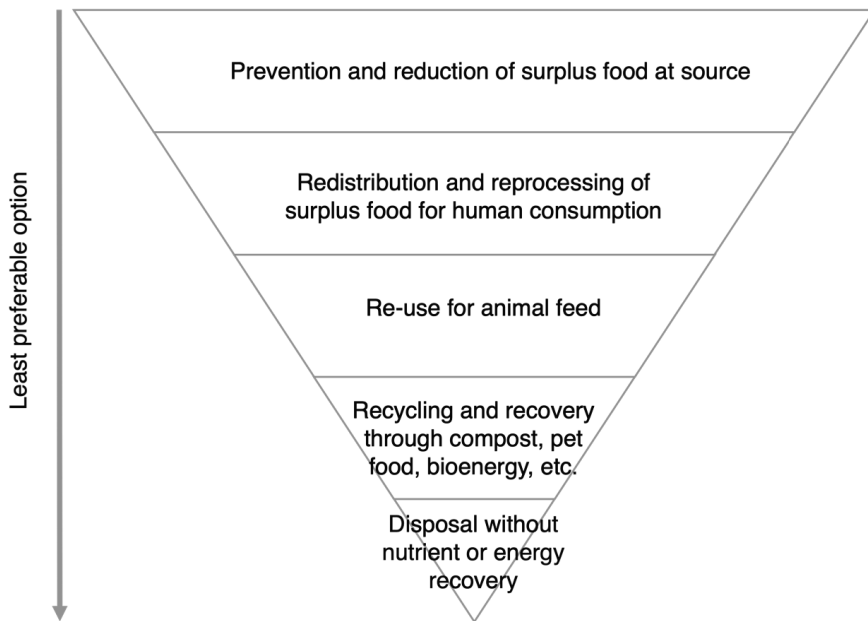 Prevention and reduction of surplus food at source
Redistribution and reprocessing of
surplus food for human consumption
Re-use for animal feed
Recycling and recovery
through compost, pet
food, bioenergy, etc.
Disposal without
nutrient or energy
recovery
Least preferable option